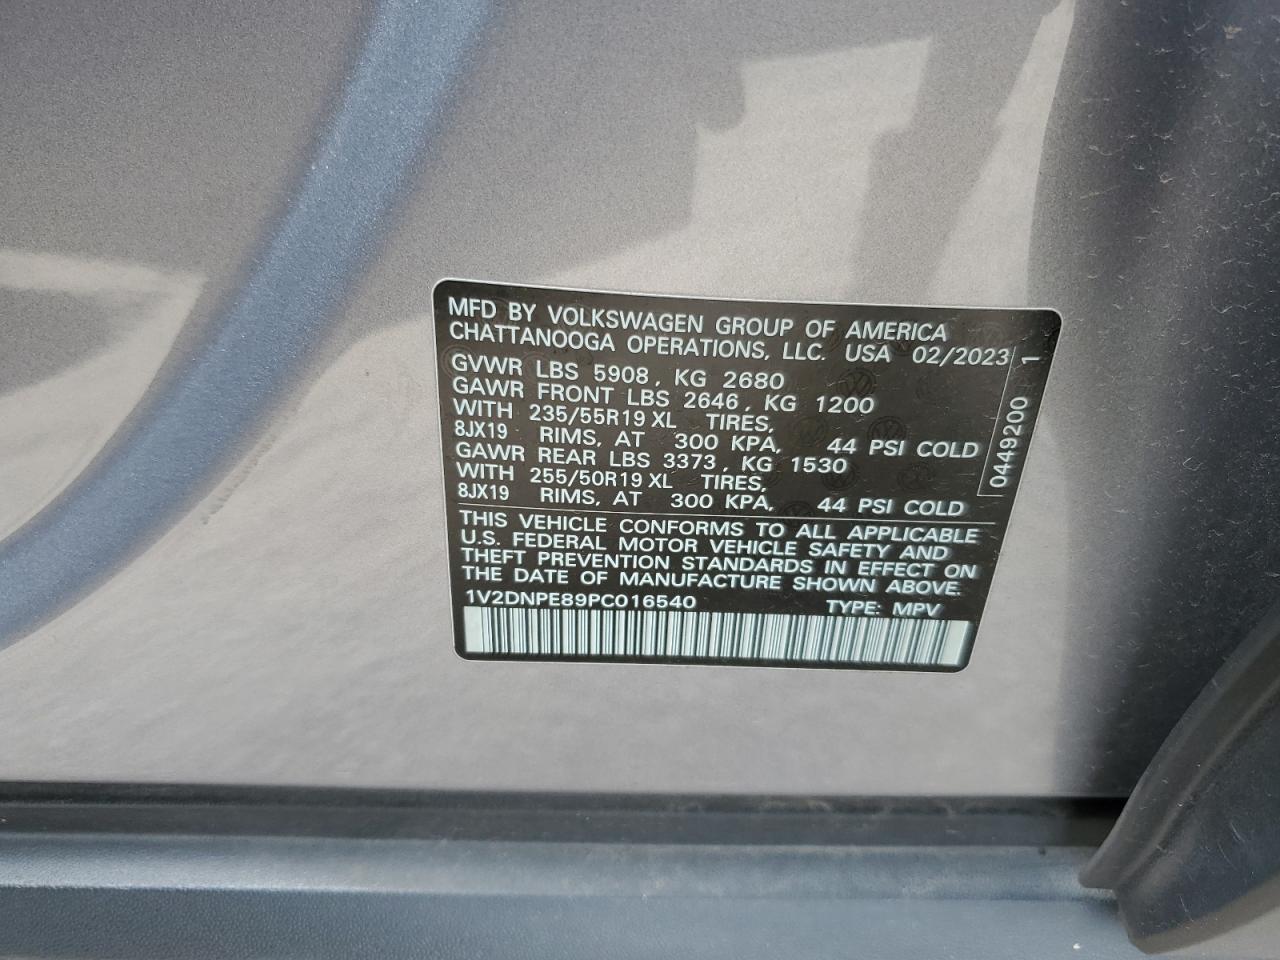 MFD BY VOLKSWAGEN GROUP OF AMERICA
CHATTANOOGA OPERATIONS, LLC. USA 02/2023
GVWR LBS 5908, KG 2680
GAWR FRONT LBS 2646, KG 1200
WITH 235/55R19 XL TIRES,
8JX19 RIMS, AT 300 KPA, 44 PSI COLD
GAWR REAR LBS 3373, KG 1530
WITH 255/50R19 XL TIRES,
8JX19 RIMS, AT 300 KPA, 44 PSI COLD
0449200 1
THIS VEHICLE CONFORMS TO ALL APPLICABLE
U.S. FEDERAL MOTOR VEHICLE SAFETY AND
THEFT PREVENTION STANDARDS IN EFFECT ON
THE DATE OF MANUFACTURE SHOWN ABOVE.
1V2DNPE89PC016540 TYPE: MPV